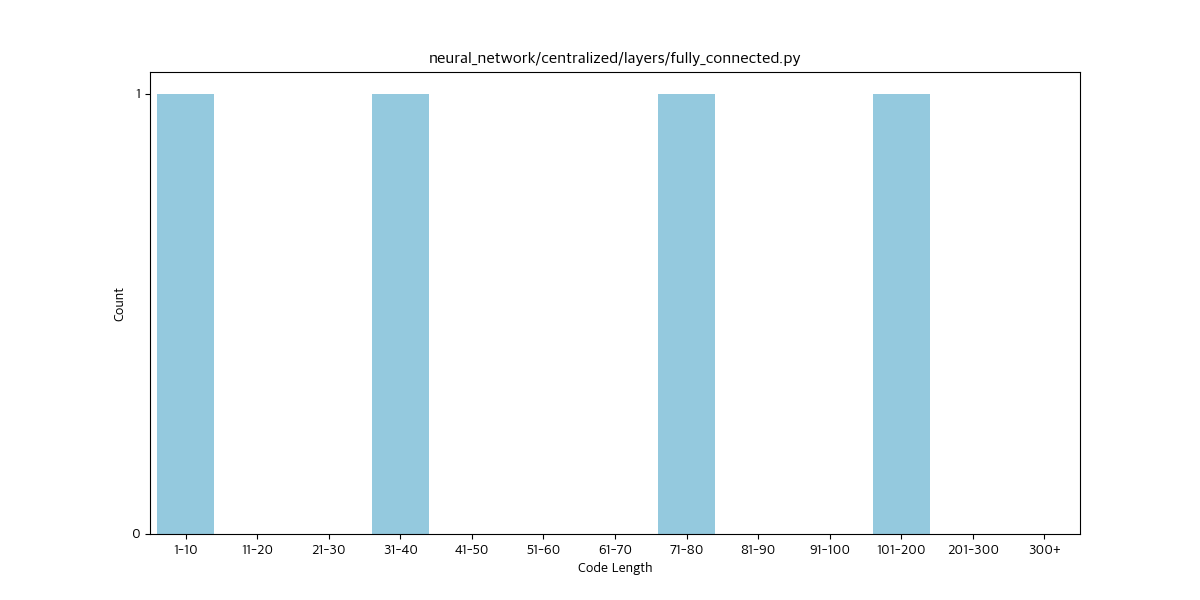 neural_network/centralized/layers/fully_connected.py
1
Count
0
1-10 11-20 21-30 31-40 41-50 51-60 61-70 71-80 81-90 91-100 101-200 201-300 300+
Code Length